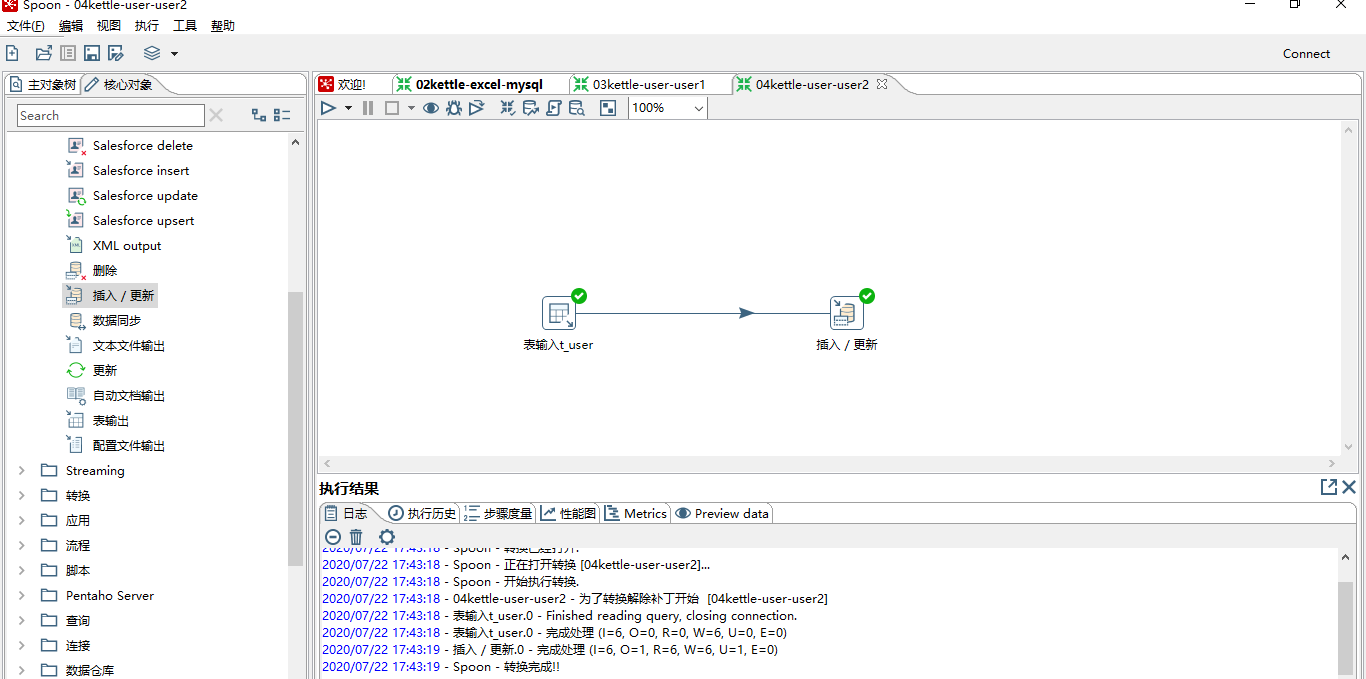 Spoon - 04kettle-user-user2
文件(F) 编辑 视图 执行 工具 帮助
Connect
主对象树 核心对象
欢迎! 02kettle-excel-mysql 03kettle-user-user1 04kettle-user-user2
Search
100%
Salesforce delete
Salesforce insert
Salesforce update
Salesforce upsert
XML output
删除
插入 / 更新
数据同步
文本文件输出
更新
自动文档输出
表输出
配置文件输出
Streaming
转换
应用
流程
脚本
Pentaho Server
查询
连接
数据仓库
表输入t_user
插入 / 更新
执行结果
日志 执行历史 步骤度量 性能图 Metrics Preview data
2020/07/22 17:43:18 - Spoon - 转换已经打开.
2020/07/22 17:43:18 - Spoon - 正在打开转换 [04kettle-user-user2]...
2020/07/22 17:43:18 - Spoon - 开始执行转换.
2020/07/22 17:43:18 - 04kettle-user-user2 - 为了转换解除补丁开始  [04kettle-user-user2]
2020/07/22 17:43:18 - 表输入t_user.0 - Finished reading query, closing connection.
2020/07/22 17:43:18 - 表输入t_user.0 - 完成处理 (I=6, O=0, R=0, W=6, U=0, E=0)
2020/07/22 17:43:19 - 插入 / 更新.0 - 完成处理 (I=6, O=1, R=6, W=6, U=1, E=0)
2020/07/22 17:43:19 - Spoon - 转换完成!!